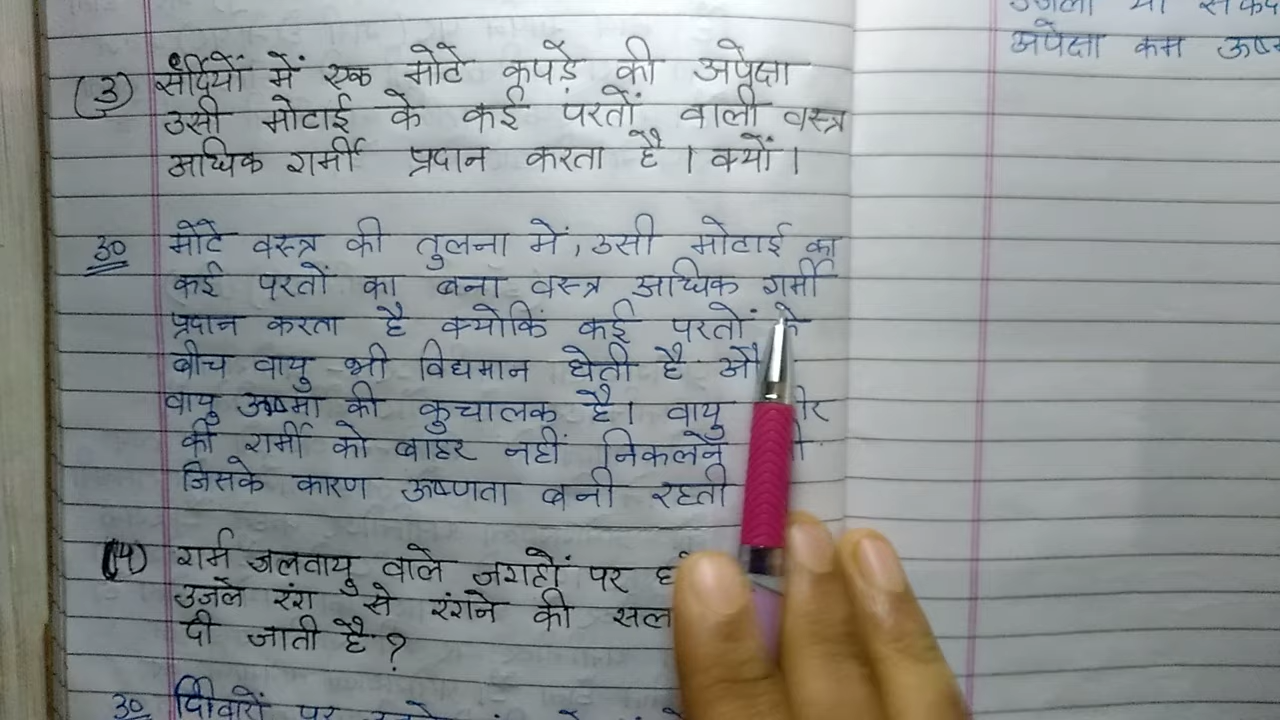 उजला या सफेद
अपेक्षा कम
(3) सर्दियों में एक मोटे कपड़े की अपेक्षा
उसी मोटाई के कई परतों वाली वस्त्र
अधिक गर्मी प्रदान करता है । क्यों ।
उ० मोटे वस्त्र की तुलना में, उसी मोटाई का
कई परतों का बना वस्त्र अधिक गर्मी
प्रदान करता है क्योंकि कई परतों के
बीच वायु भी विद्यमान होती है
वायु ऊष्मा की कुचालक है। वायु
की गर्मी को बाहर नहीं निकलने
जिसके कारण ऊष्णता बनी रहती
(4) गर्म जलवायु वाले जगहों पर
उजले रंग से रंगने की
दी जाती है ?
उ० दिवारों पर